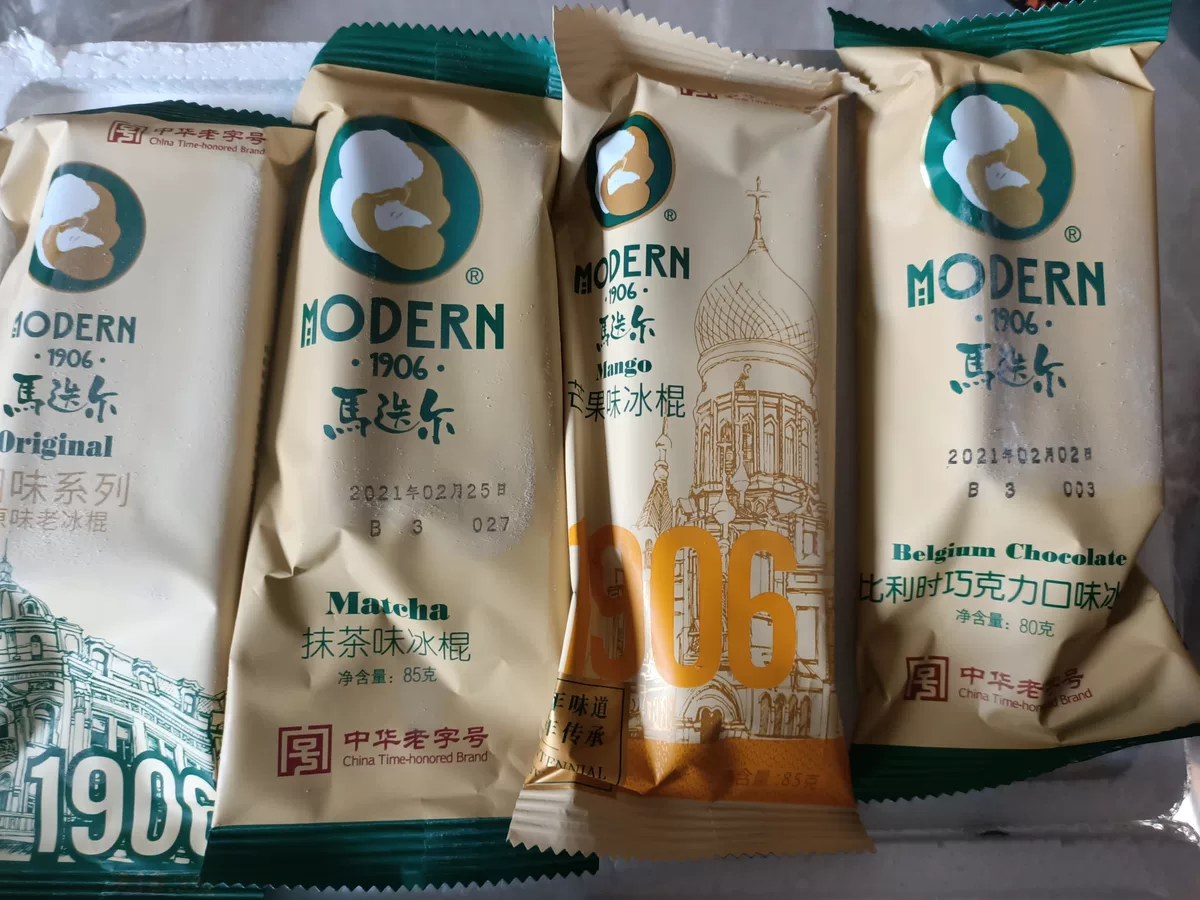 中华老字号
China Time-honored Brand
MODERN
·1906·
馬迭尔
Original
味系列
原味老冰棍
1906
®
MODERN
·1906·
馬迭尔
2021年02月25日
B 3 027
Matcha
抹茶味冰棍
净含量：85克
中华老字号
China Time-honored Brand
®
MODERN
·1906·
馬迭尔
Mango
芒果味冰棍
1906
年味道
年传承
TENNIAL
含量：85克
®
MODERN
·1906·
馬迭尔
2021年02月02日
B 3 003
Belgium Chocolate
比利时巧克力口味冰
净含量：80克
中华老字号
China Time-honored Brand